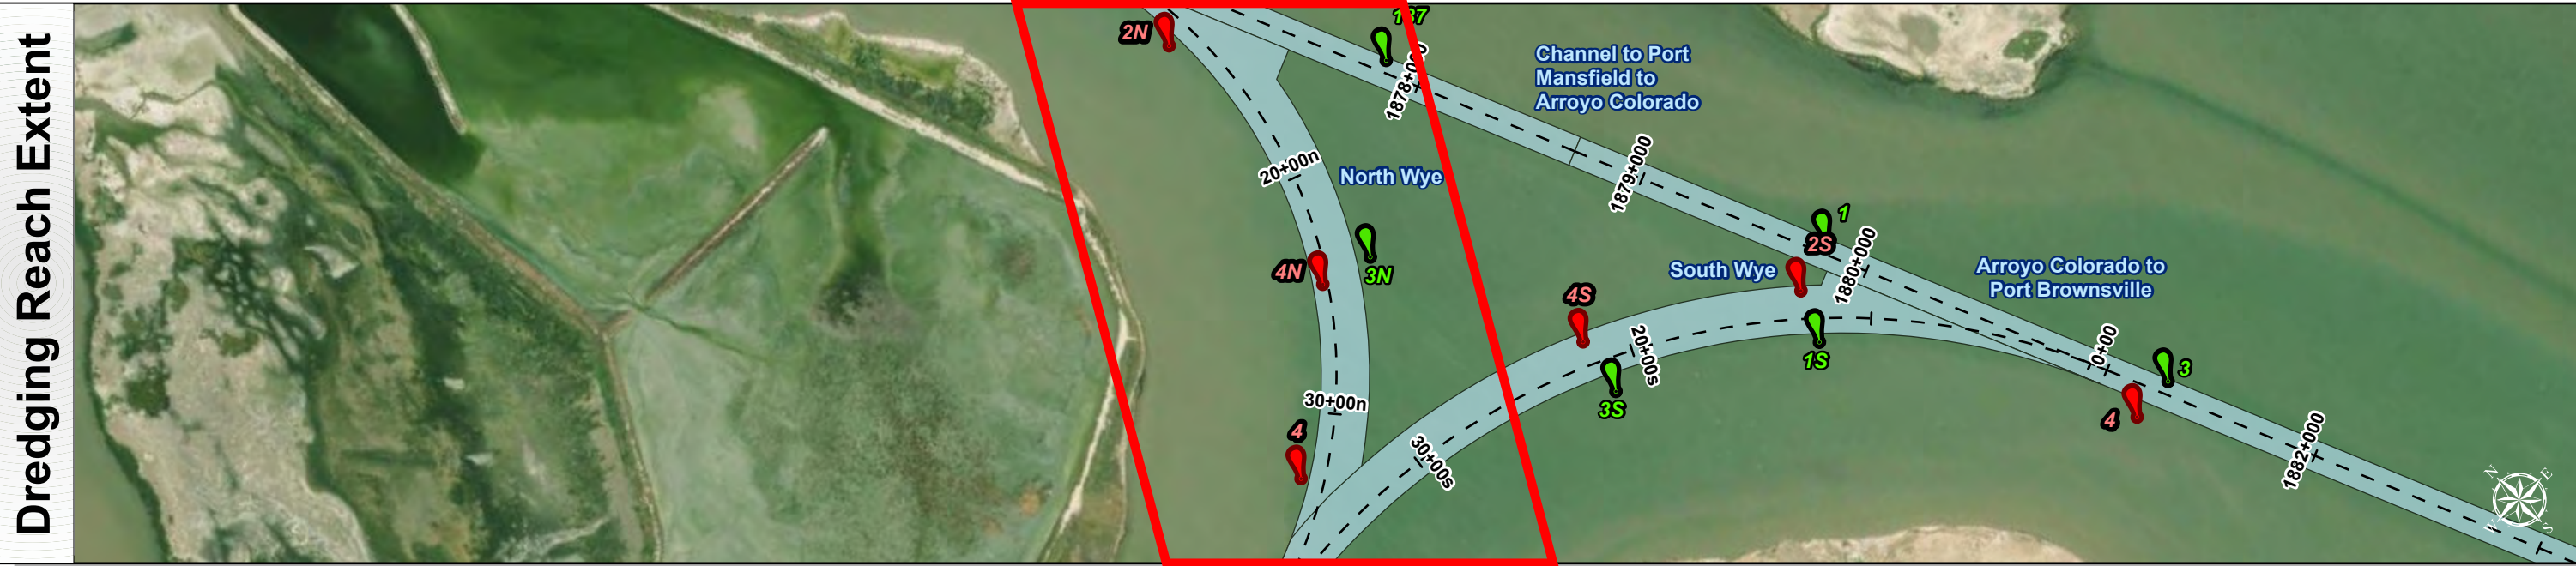 Dredging Reach Extent
2N
187
1878+000
Channel to Port
Mansfield to
Arroyo Colorado
20+00n
North Wye
1879+000
1
2S
1880+000
4N
3N
South Wye
Arroyo Colorado to
Port Brownsville
4S
20+00s
1S
0+00
3
3S
4
30+00n
4
30+00s
1882+000
N
E
W
S